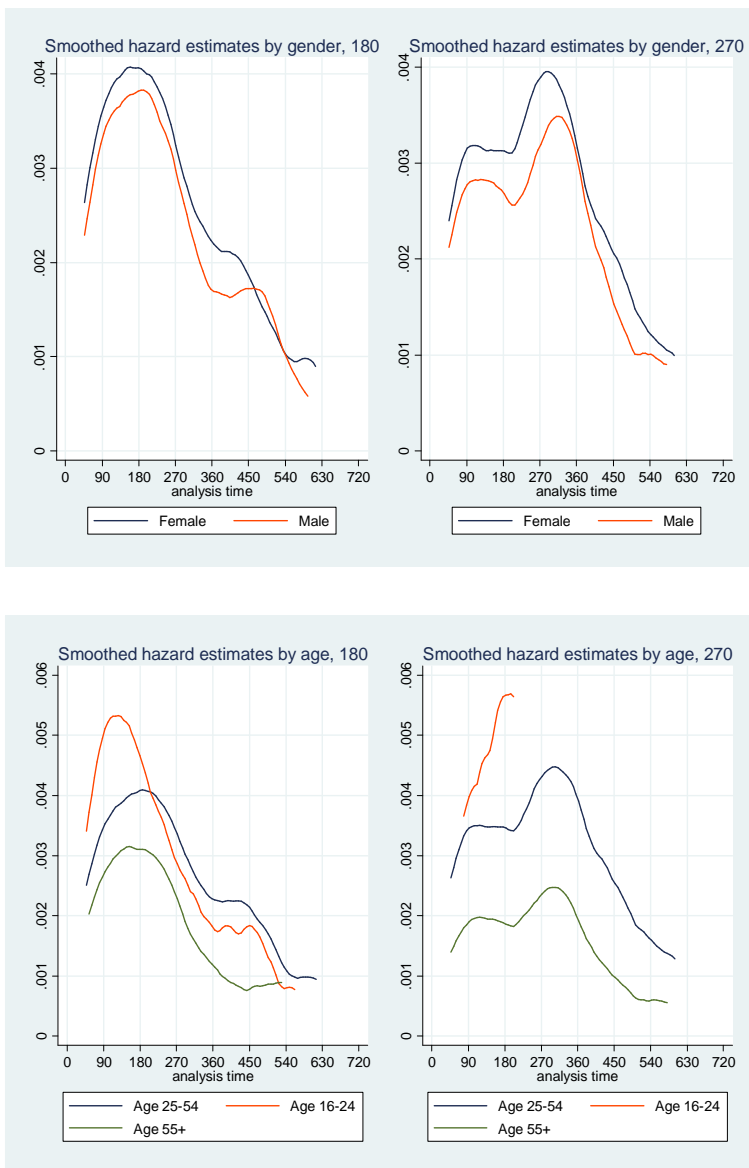 Smoothed hazard estimates by gender, 180
.004
.003
.002
.001
0
0 90 180 270 360 450 540 630 720
analysis time
Female Male
Smoothed hazard estimates by gender, 270
.004
.003
.002
.001
0
0 90 180 270 360 450 540 630 720
analysis time
Female Male
Smoothed hazard estimates by age, 180
.006
.005
.004
.003
.002
.001
0
0 90 180 270 360 450 540 630 720
analysis time
Age 25-54 Age 16-24
Age 55+
Smoothed hazard estimates by age, 270
.006
.005
.004
.003
.002
.001
0
0 90 180 270 360 450 540 630 720
analysis time
Age 25-54 Age 16-24
Age 55+